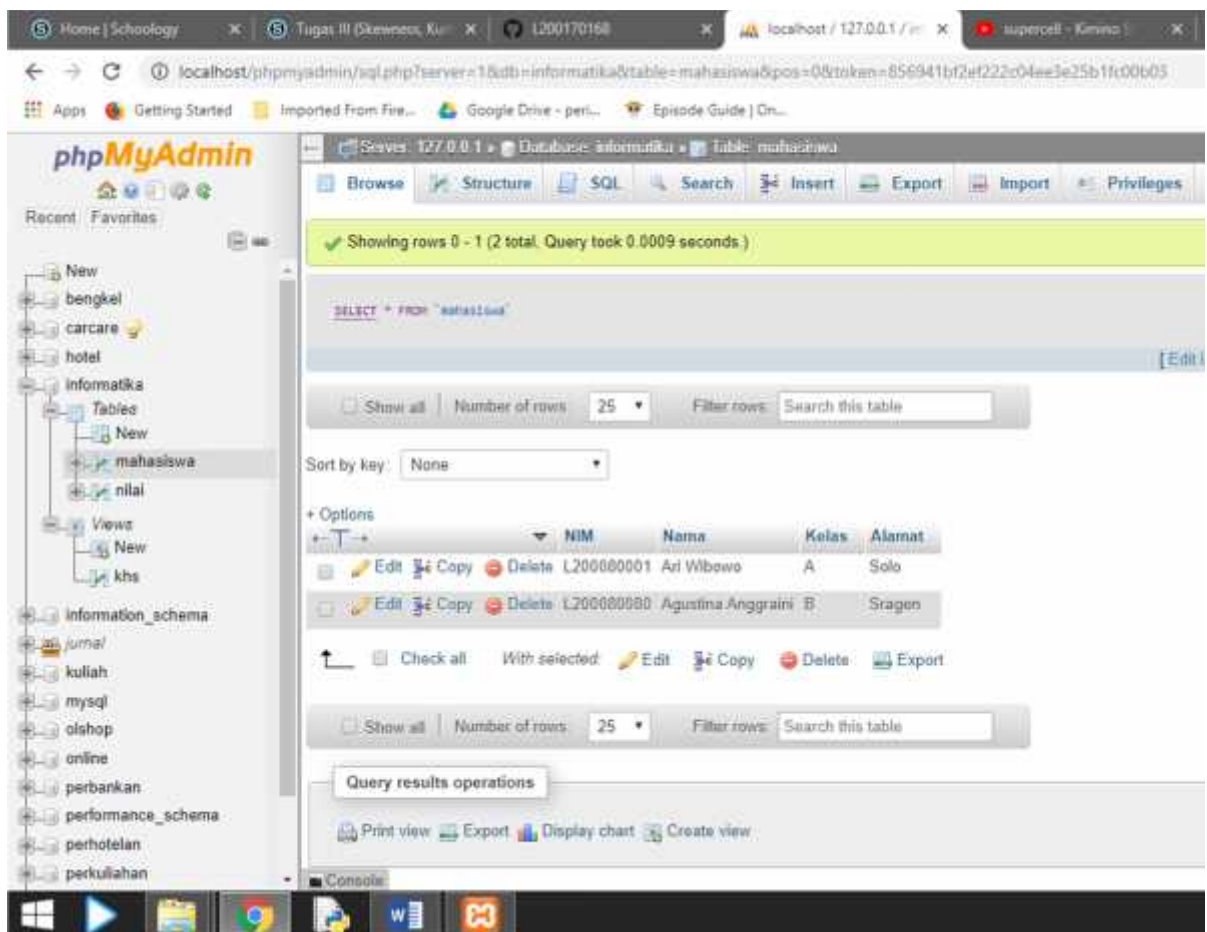 Home | Schoology
Tugas III (Skewness, Kur
L200170168
localhost / 127.0.0.1 / in
supercell - Kimino S
localhost/phpmyadmin/sql.php?server=1&db=informatika&table=mahasiswa&pos=0&token=856941bf2ef222c04ee3e25b1fc00b03
Apps Getting Started Imported From Fire... Google Drive - peri... Episode Guide | On...
phpMyAdmin
Recent Favorites
New
bengkel
carcare
hotel
informatika
Tables
New
mahasiswa
nilai
Views
New
khs
information_schema
jurnal
kuliah
mysql
olshop
online
perbankan
performance_schema
perhotelan
perkuliahan
Server: 127.0.0.1 » Database: informatika » Table: mahasiswa
Browse Structure SQL Search Insert Export Import Privileges
Showing rows 0 - 1 (2 total, Query took 0.0009 seconds.)
SELECT * FROM `mahasiswa`
[ Edit i
Show all | Number of rows: 25 Filter rows: Search this table
Sort by key: None
+ Options
←T→ NIM Nama Kelas Alamat
Edit Copy Delete L200080001 Ari Wibowo A Solo
Edit Copy Delete L200080080 Agustina Anggraini B Sragen
Check all With selected: Edit Copy Delete Export
Show all | Number of rows: 25 Filter rows: Search this table
Query results operations
Print view Export Display chart Create view
Console